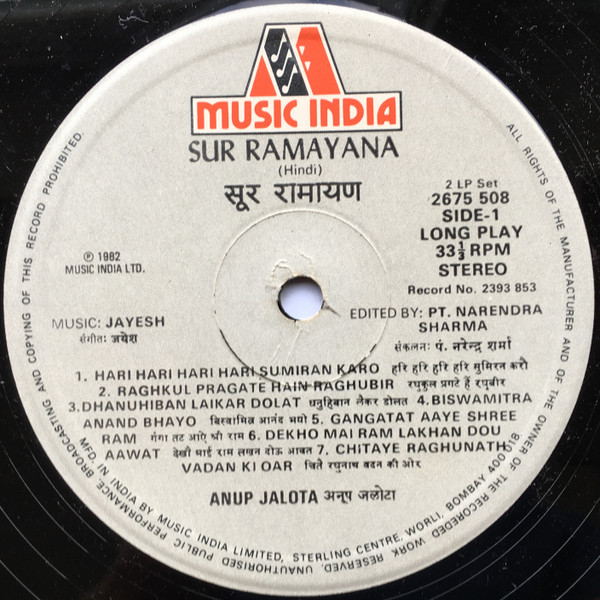 MUSIC INDIA
SUR RAMAYANA
(Hindi)
सूर रामायण
2 LP Set
2675 508
SIDE-1
LONG PLAY
33⅓ RPM
STEREO
Record No. 2393 853
℗ 1982
MUSIC INDIA LTD.
MUSIC: JAYESH
संगीत: जयेश
EDITED BY: PT. NARENDRA
SHARMA
संकलन: पं. नरेन्द्र शर्मा
1. HARI HARI HARI HARI SUMIRAN KARO हरि हरि हरि हरि सुमिरन करौ
2. RAGHKUL PRAGATE HAIN RAGHUBIR रघुकुल प्रगटे हैं रघुबीर
3. DHANUHIBAN LAIKAR DOLAT धनुहिबान लेकर डोलत 4. BISWAMITRA
ANAND BHAYO बिस्वामित्र आनंद भयो 5. GANGATAT AAYE SHREE
RAM गंगा तट आऐ श्री राम 6. DEKHO MAI RAM LAKHAN DOU
AAWAT देखी माई राम लखन दोऊ आबत 7. CHITAYE RAGHUNATH
VADAN KI OAR चितै रघुनाथ बदन की ओर
ANUP JALOTA अनूप जलोटा
ALL RIGHTS OF THE MANUFACTURER AND OF THE OWNER OF THE RECORDED WORK RESERVED. UNAUTHORISED PUBLIC PERFORMANCE, BROADCASTING AND COPYING OF THIS RECORD PROHIBITED.
MFD. IN INDIA BY MUSIC INDIA LIMITED, STERLING CENTRE, WORLI, BOMBAY 400 018